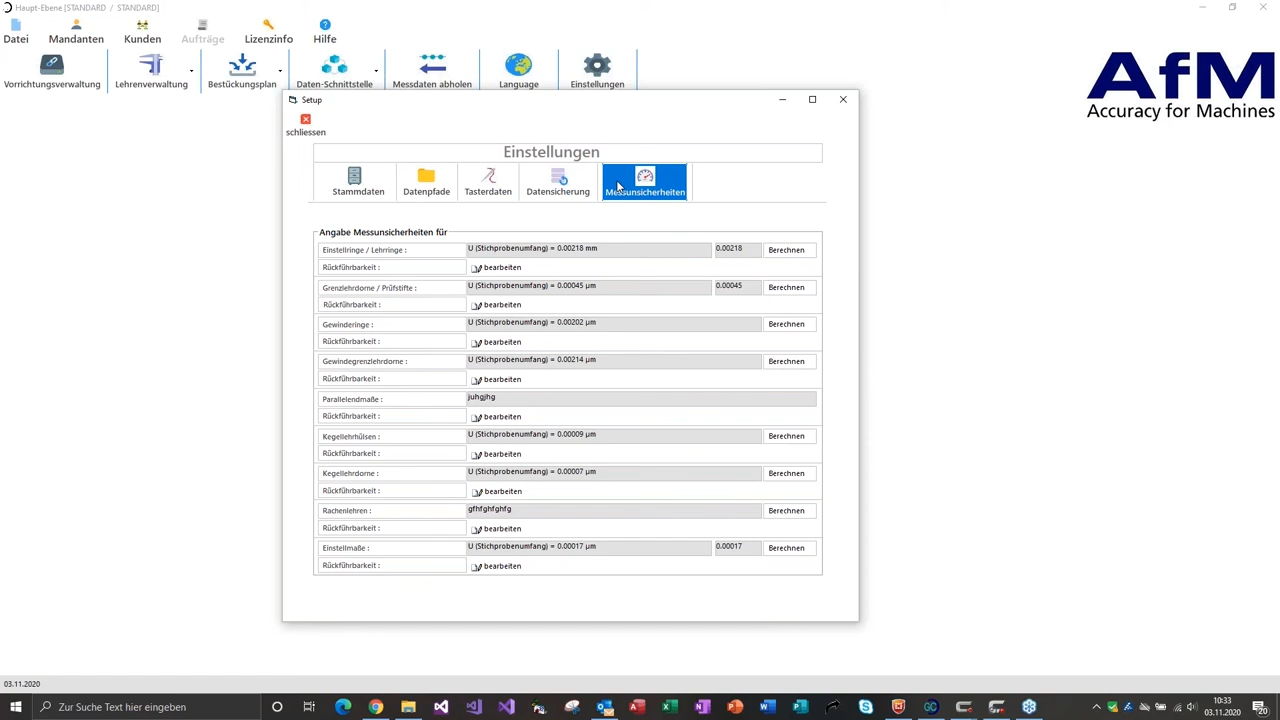 Haupt-Ebene [STANDARD / STANDARD]
Datei Mandanten Kunden Aufträge Lizenzinfo Hilfe
Vorrichtungsverwaltung Lehrenverwaltung Bestückungsplan Daten-Schnittstelle Messdaten abholen Language Einstellungen
AfM
Accuracy for Machines
Setup
schliessen
Einstellungen
Stammdaten Datenpfade Tasterdaten Datensicherung Messunsicherheiten
Angabe Messunsicherheiten für
Einstellringe / Lehrringe : U (Stichprobenumfang) = 0.00218 mm 0.00218 Berechnen
Rückführbarkeit : bearbeiten
Grenzlehrdorne / Prüfstifte : U (Stichprobenumfang) = 0.00045 µm 0.00045 Berechnen
Rückführbarkeit : bearbeiten
Gewinderinge : U (Stichprobenumfang) = 0.00202 µm Berechnen
Rückführbarkeit : bearbeiten
Gewindegrenzlehrdorne : U (Stichprobenumfang) = 0.00214 µm Berechnen
Rückführbarkeit : bearbeiten
Parallelendmaße : juhgjhg
Rückführbarkeit : bearbeiten
Kegellehrhülsen : U (Stichprobenumfang) = 0.00009 µm Berechnen
Rückführbarkeit : bearbeiten
Kegellehrdorne : U (Stichprobenumfang) = 0.00007 µm Berechnen
Rückführbarkeit : bearbeiten
Rachenlehren : gfhfghfghfg Berechnen
Rückführbarkeit : bearbeiten
Einstellmaße : U (Stichprobenumfang) = 0.00017 µm 0.00017 Berechnen
Rückführbarkeit : bearbeiten
03.11.2020
Zur Suche Text hier eingeben
10:33
03.11.2020